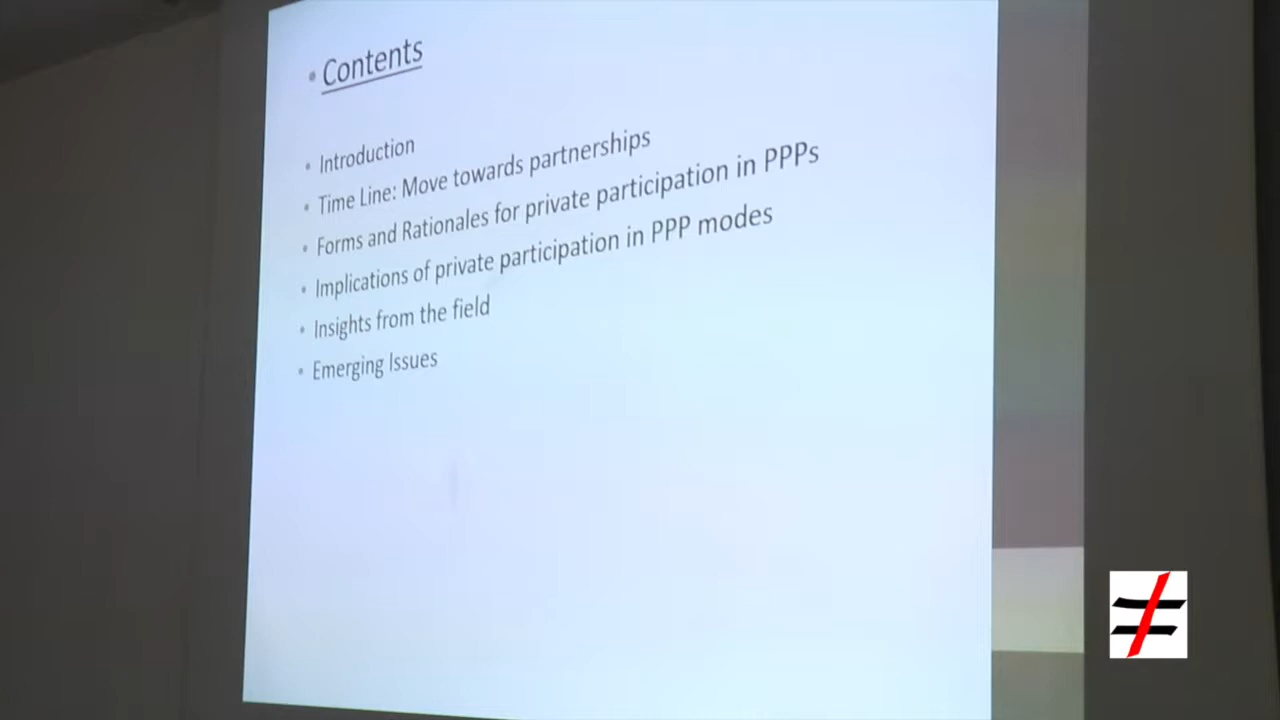 • Contents
• Introduction
• Time Line: Move towards partnerships
• Forms and Rationales for private participation in PPPs
• Implications of private participation in PPP modes
• Insights from the field
• Emerging Issues